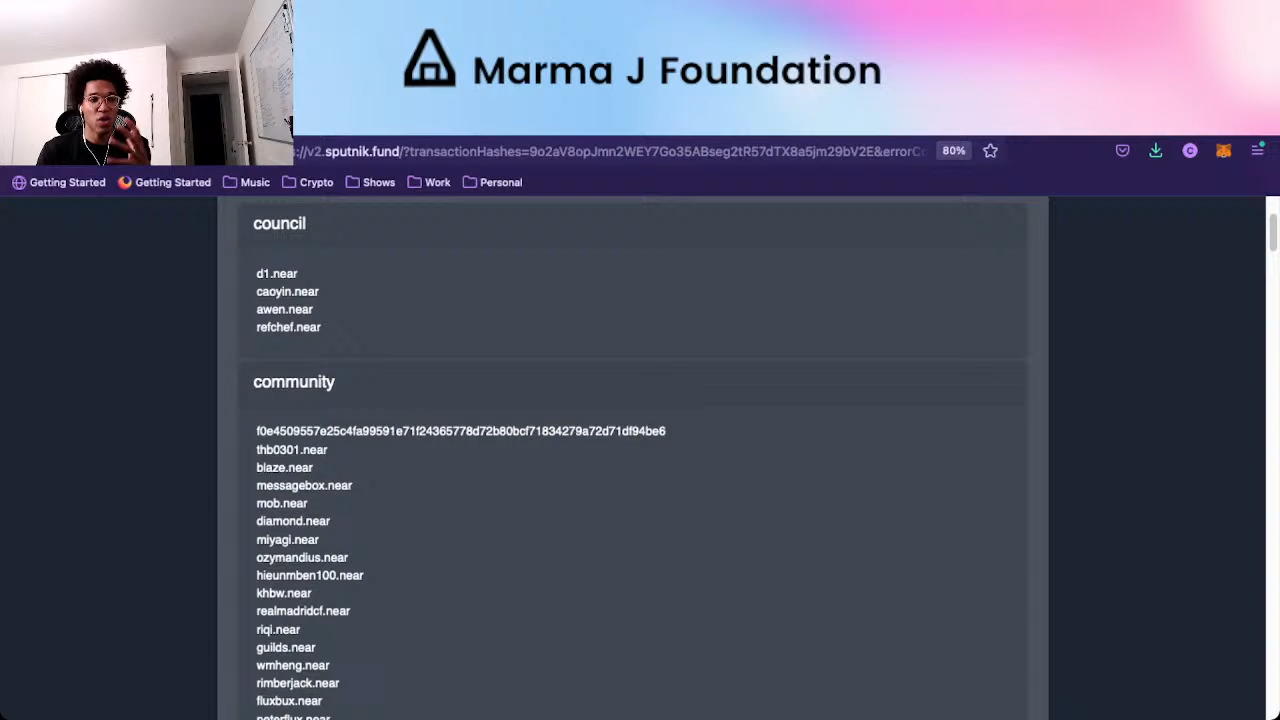 Marma J Foundation
://v2.sputnik.fund/?transactionHashes=9o2aV8opJmn2WEY7Go35ABseg2tR57dTX8a5jm29bV2E&errorC
80%
Getting Started
Getting Started
Music
Crypto
Shows
Work
Personal
council
d1.near
caoyin.near
awen.near
refchef.near
community
f0e4509557e25c4fa99591e71f24365778d72b80bcf71834279a72d71df94be6
thb0301.near
blaze.near
messagebox.near
mob.near
diamond.near
miyagi.near
ozymandius.near
hieunmben100.near
khbw.near
realmadridcf.near
riqi.near
guilds.near
wmheng.near
rimberjack.near
fluxbux.near
peterflux.near